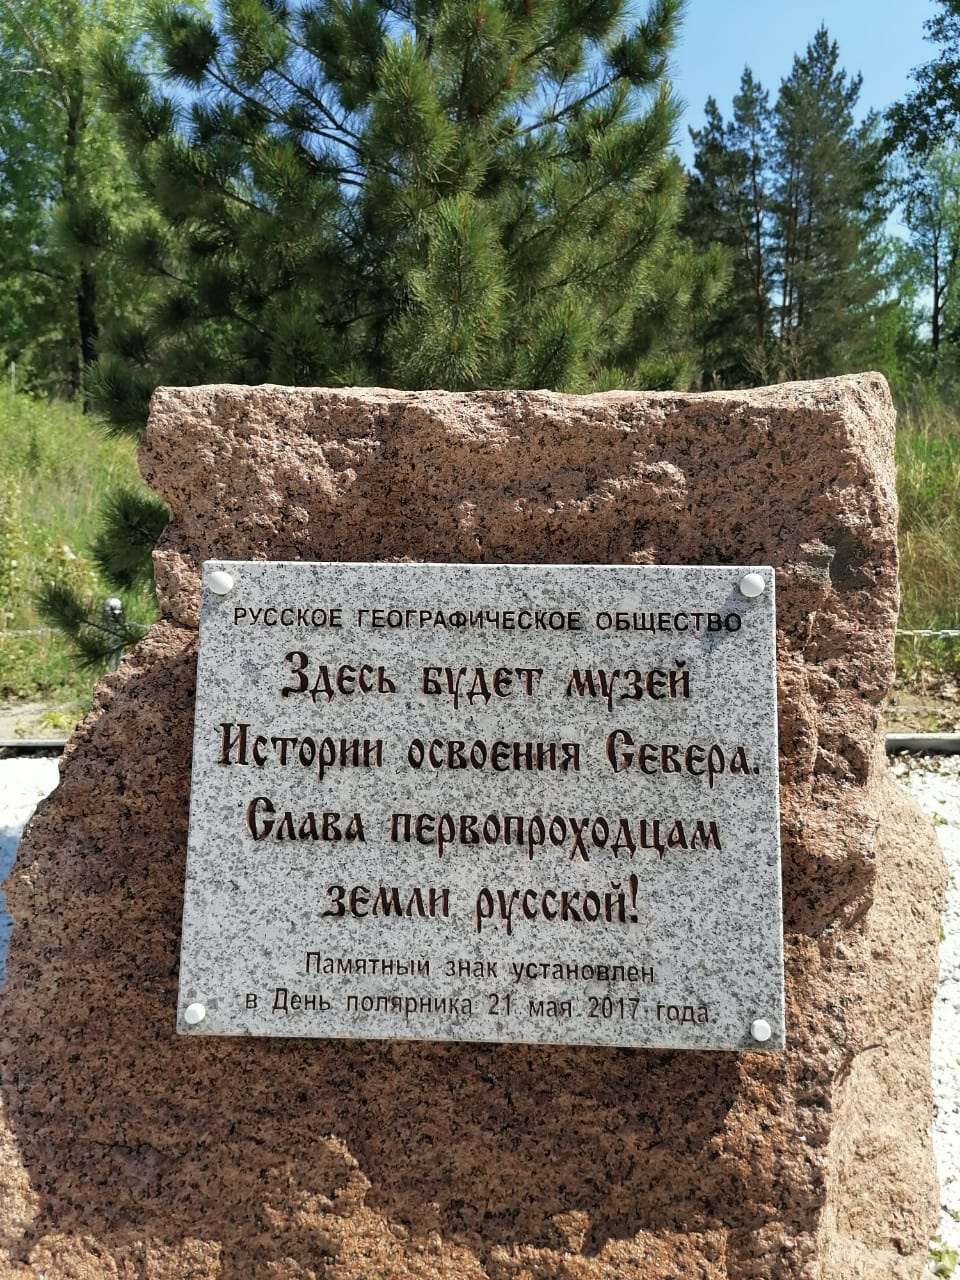 РУССКОЕ ГЕОГРАФИЧЕСКОЕ ОБЩЕСТВО
Здесь будет музей
Истории освоения Севера.
Слава первопроходцам
земли русской!
Памятный знак установлен
в День полярника 21 мая 2017 года.